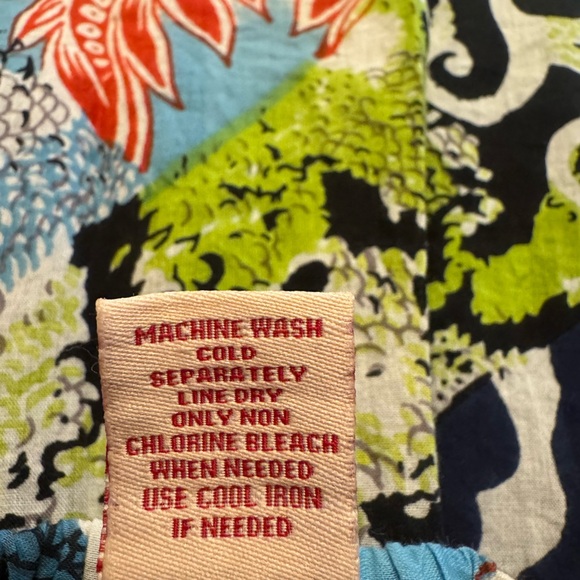 MACHINE WASH
COLD
SEPARATELY
LINE DRY
ONLY NON
CHLORINE BLEACH
WHEN NEEDED
USE COOL IRON
IF NEEDED